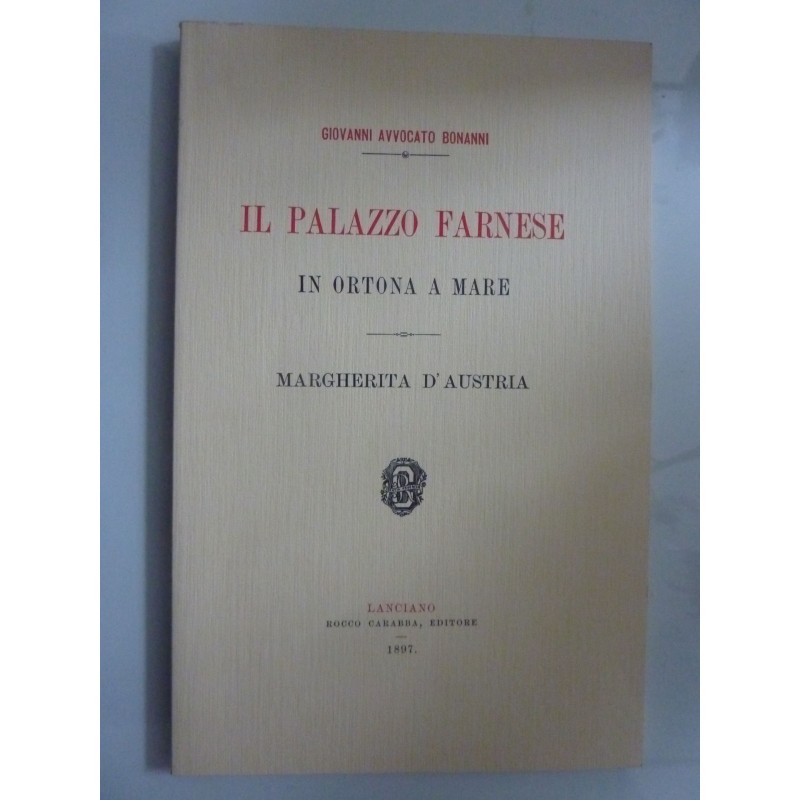 GIOVANNI AVVOCATO BONANNI
IL PALAZZO FARNESE
IN ORTONA A MARE
MARGHERITA D'AUSTRIA
LANCIANO
ROCCO CARABBA, EDITORE
1897.